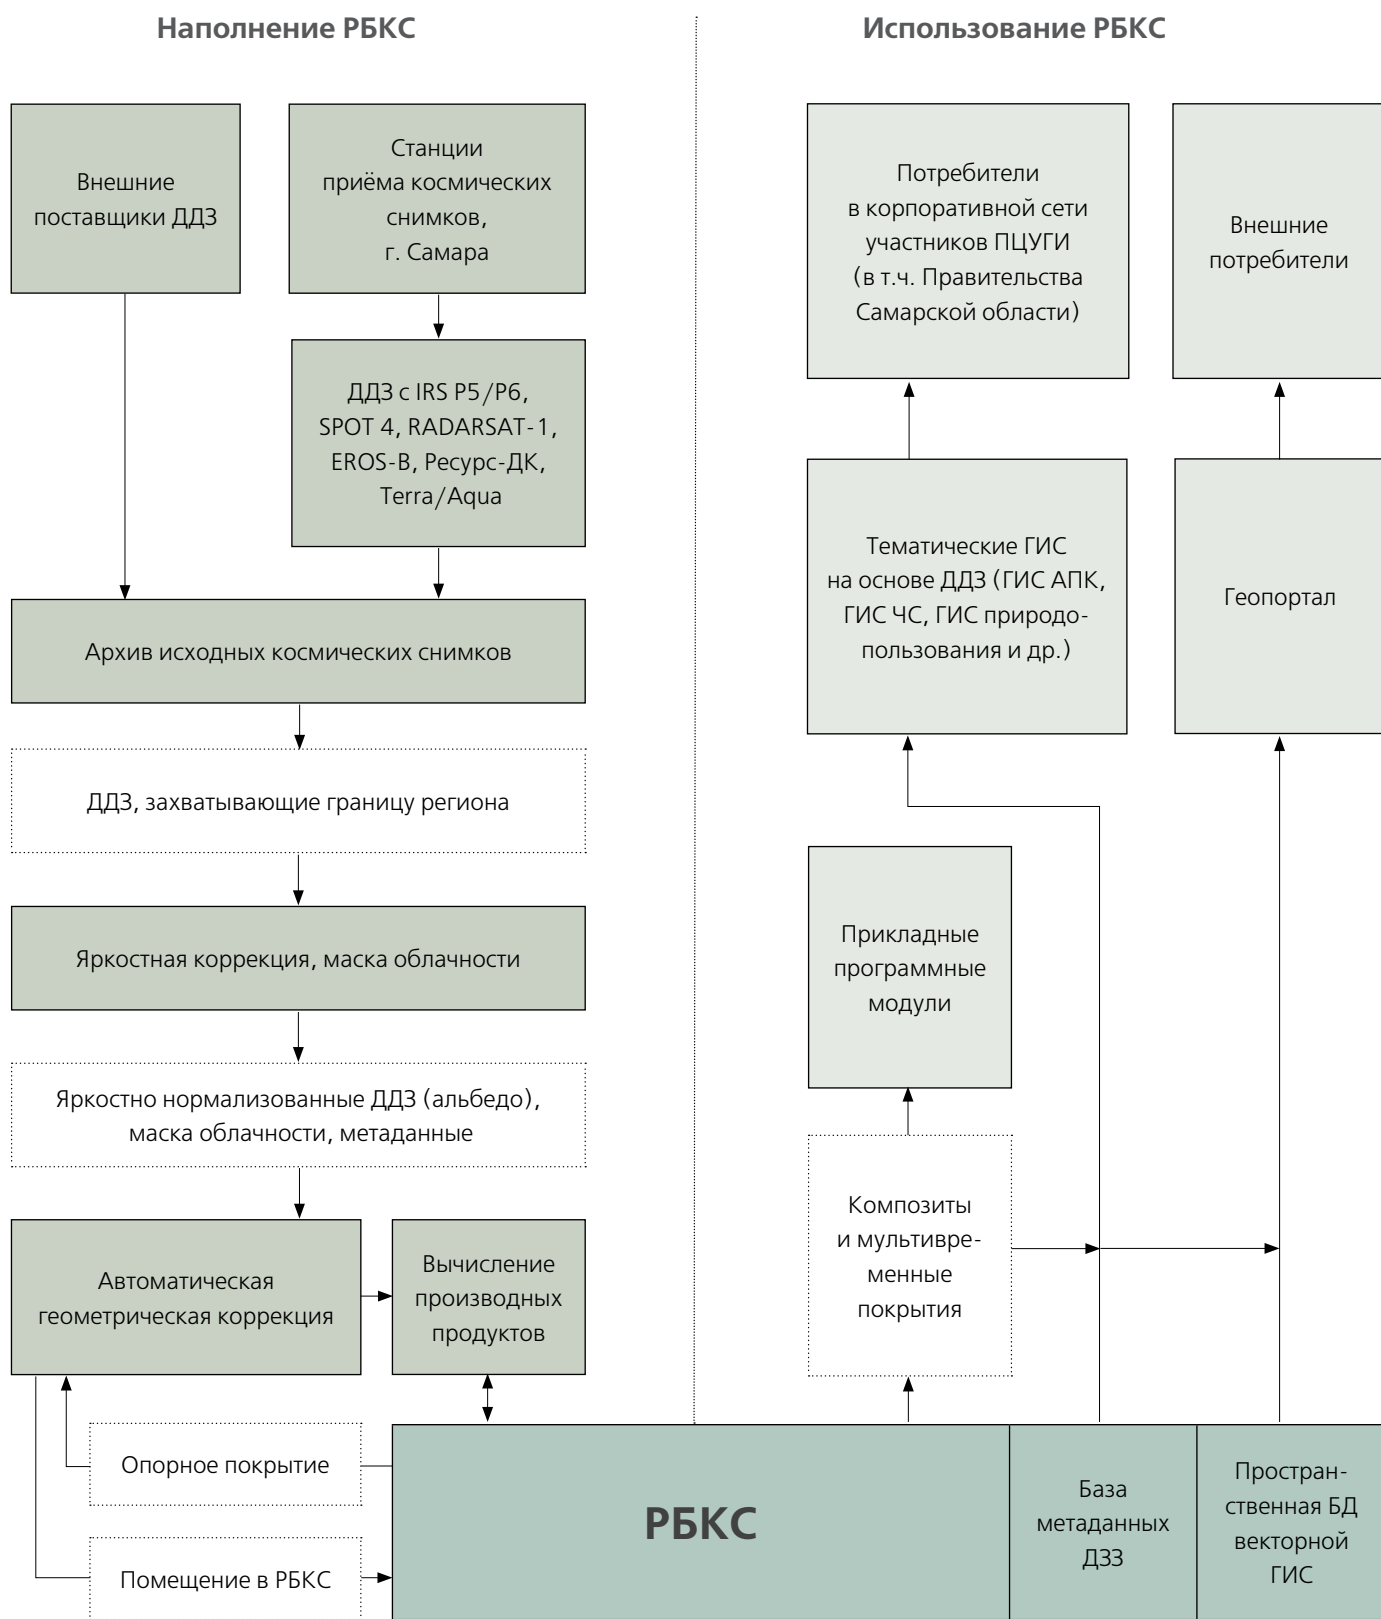 Наполнение РБКС
Использование РБКС
Внешние
поставщики ДДЗ
Станции
приёма космических
снимков,
г. Самара
ДДЗ с IRS P5/P6,
SPOT 4, RADARSAT-1,
EROS-B, Ресурс-ДК,
Terra/Aqua
Архив исходных космических снимков
ДДЗ, захватывающие границу региона
Яркостная коррекция, маска облачности
Яркостно нормализованные ДДЗ (альбедо),
маска облачности, метаданные
Автоматическая
геометрическая коррекция
Вычисление
производных
продуктов
Опорное покрытие
Помещение в РБКС
Потребители
в корпоративной сети
участников ПЦУГИ
(в т.ч. Правительства
Самарской области)
Внешние
потребители
Тематические ГИС
на основе ДДЗ (ГИС АПК,
ГИС ЧС, ГИС природо-
пользования и др.)
Геопортал
Прикладные
программные
модули
Композиты
и мультивре-
менные
покрытия
РБКС
База
метаданных
ДЗЗ
Простран-
ственная БД
векторной
ГИС